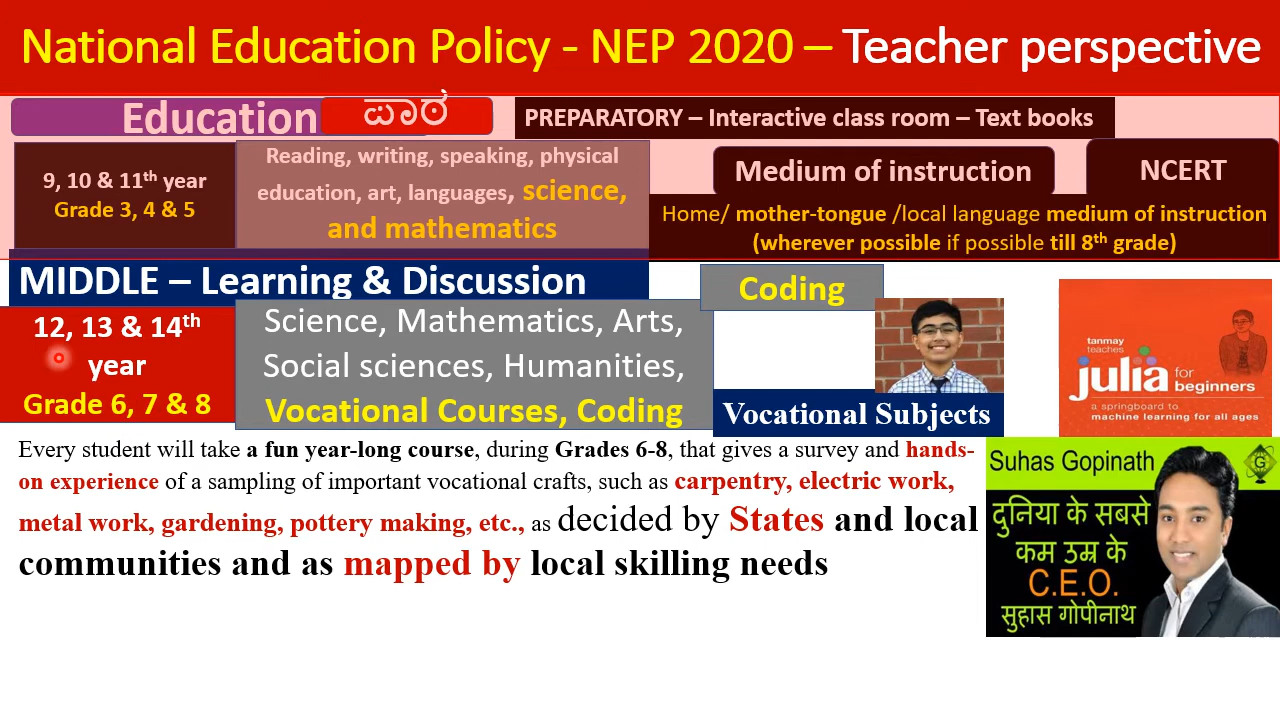 National Education Policy - NEP 2020 – Teacher perspective
Education
ಪಾಠ
PREPARATORY – Interactive class room – Text books
9, 10 & 11th year
Grade 3, 4 & 5
Reading, writing, speaking, physical
education, art, languages, science,
and mathematics
Medium of instruction
NCERT
Home/ mother-tongue /local language medium of instruction
(wherever possible if possible till 8th grade)
MIDDLE – Learning & Discussion
Coding
12, 13 & 14th
year
Grade 6, 7 & 8
Science, Mathematics, Arts,
Social sciences, Humanities,
Vocational Courses, Coding
Vocational Subjects
tanmay
teaches
julia for
beginners
a springboard to
machine learning for all ages
Every student will take a fun year-long course, during Grades 6-8, that gives a survey and hands-
on experience of a sampling of important vocational crafts, such as carpentry, electric work,
metal work, gardening, pottery making, etc., as decided by States and local
communities and as mapped by local skilling needs
Suhas Gopinath
G
दुनिया के सबसे
कम उम्र के
C.E.O.
सुहास गोपीनाथ